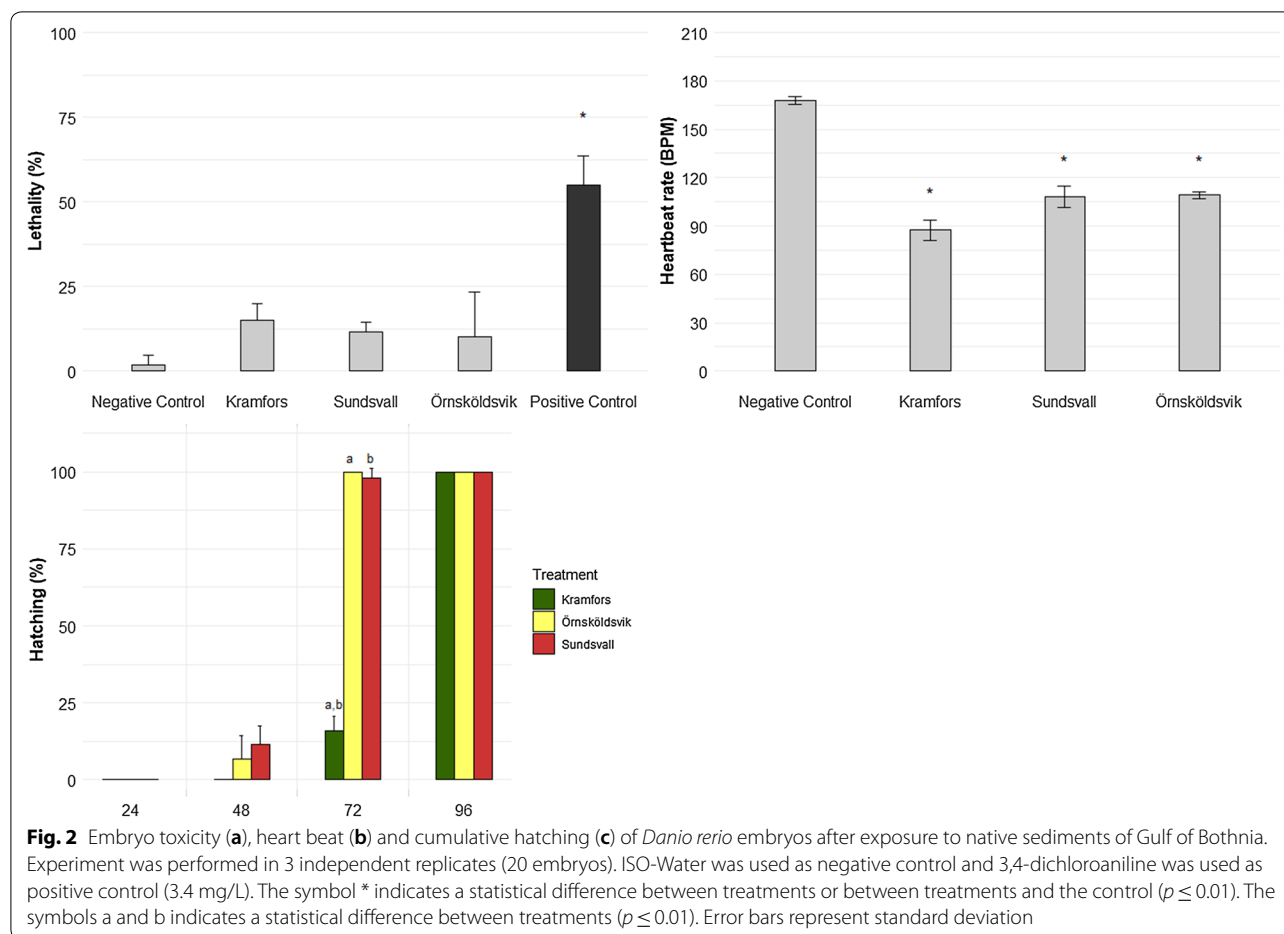 100
75
50
25
0
Lethality (%)
*
Negative Control Kramfors Sundsvall Örnsköldsvik Positive Control
210
180
150
120
90
60
30
0
Heartbeat rate (BPM)
* * *
Negative Control Kramfors Sundsvall Örnsköldsvik
100
75
50
25
0
Hatching (%)
a b
a,b
24 48 72 96
Treatment
Kramfors
Örnsköldsvik
Sundsvall
Fig. 2 Embryo toxicity (a), heart beat (b) and cumulative hatching (c) of Danio rerio embryos after exposure to native sediments of Gulf of Bothnia.
Experiment was performed in 3 independent replicates (20 embryos). ISO-Water was used as negative control and 3,4-dichloroaniline was used as
positive control (3.4 mg/L). The symbol * indicates a statistical difference between treatments or between treatments and the control (p ≤ 0.01). The
symbols a and b indicates a statistical difference between treatments (p ≤ 0.01). Error bars represent standard deviation